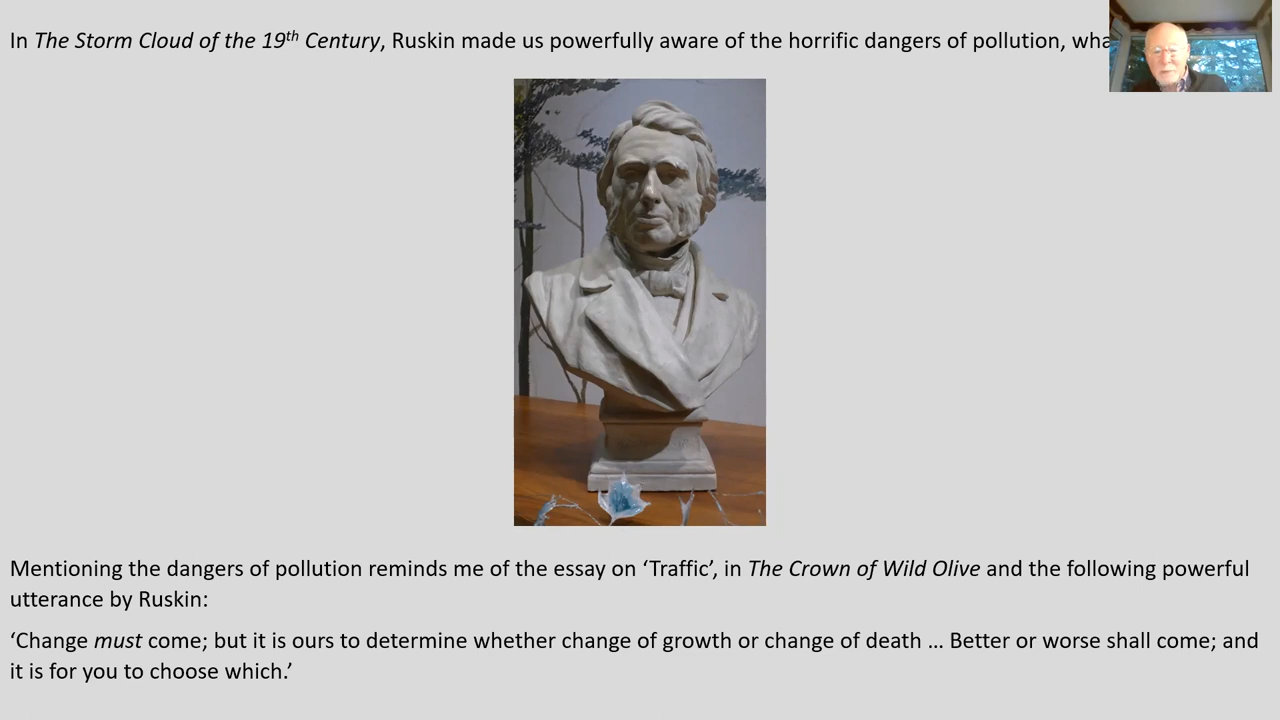 In The Storm Cloud of the 19th Century, Ruskin made us powerfully aware of the horrific dangers of pollution,
Mentioning the dangers of pollution reminds me of the essay on ‘Traffic’, in The Crown of Wild Olive and the following powerful
utterance by Ruskin:
‘Change must come; but it is ours to determine whether change of growth or change of death … Better or worse shall come; and
it is for you to choose which.’